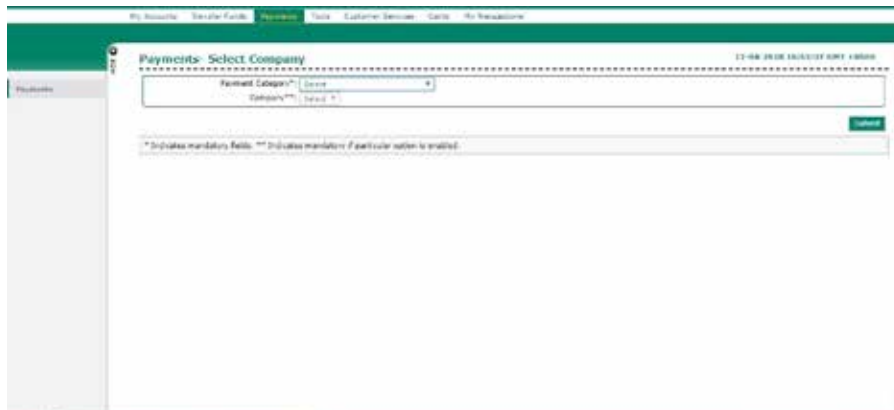 My Accounts Transfer Funds Payments Tools Customer Services Cards My Transactions
Payments- Select Company
Payments
Payment Category*: Select
Company**: Select
Submit
* Indicates mandatory fields. ** Indicates mandatory if particular option is enabled.